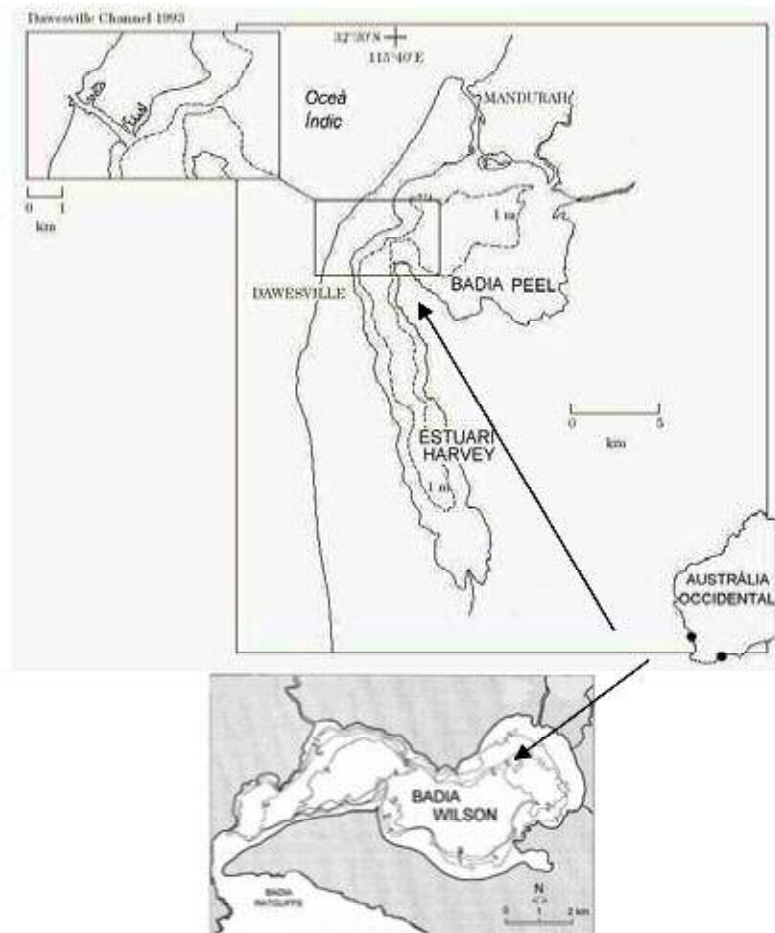 Dawesville Channel 1993
32°30'S
115°40'E
Oceà
Índic
MANDURAH
0 1
km
1 m
BADIA PEEL
DAWESVILLE
0 5
km
ESTUARI
HARVEY
1 m
AUSTRÀLIA
OCCIDENTAL
BADIA
WILSON
BADIA
RATCLIFFE
N
0 1 2 km